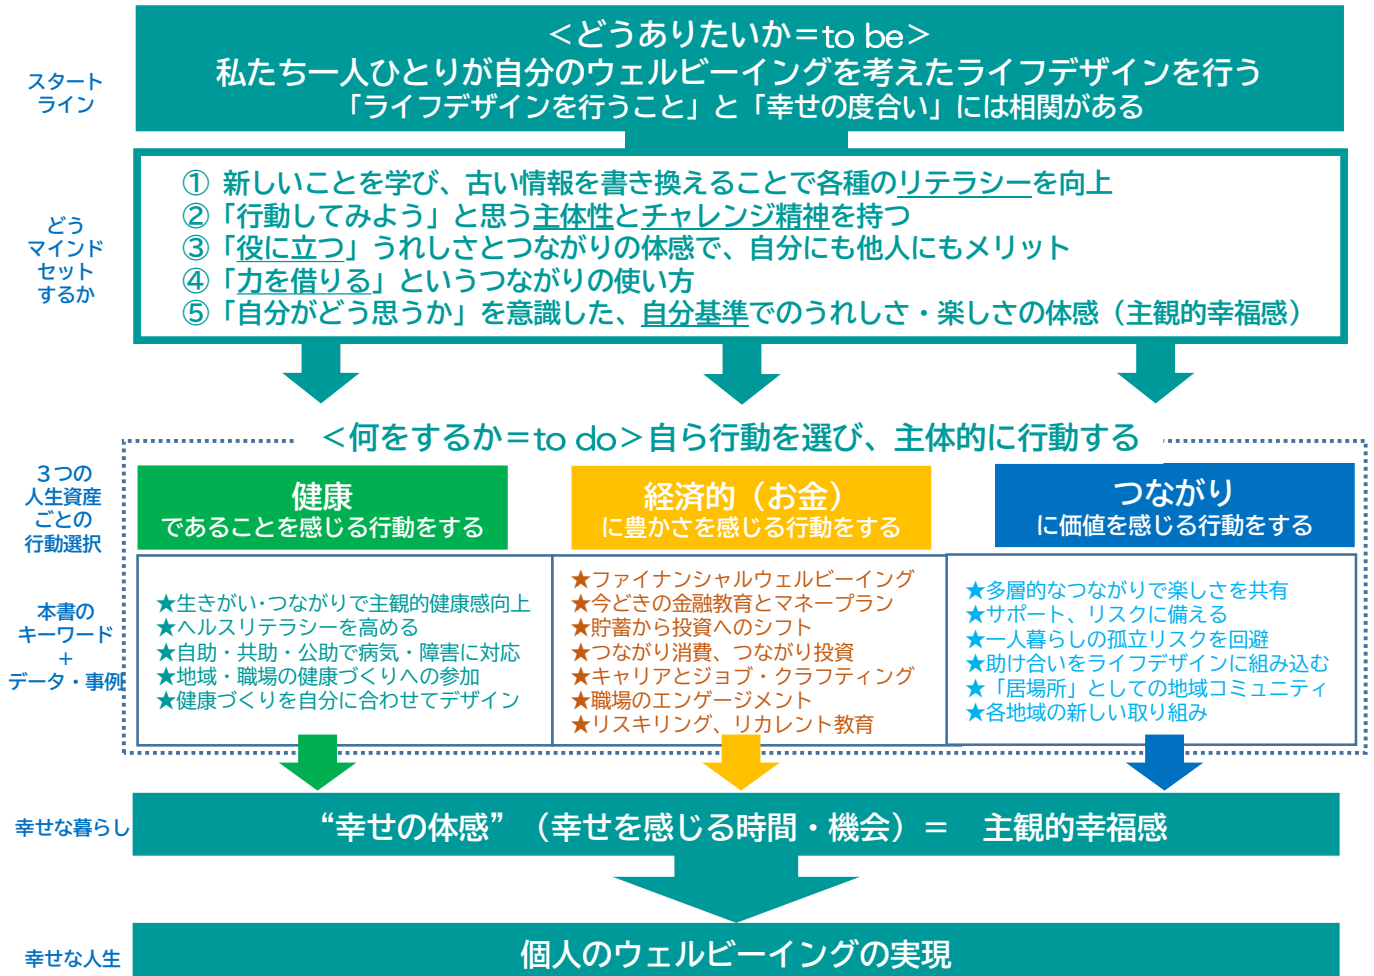 ＜どうありたいか＝to be＞
私たち一人ひとりが自分のウェルビーイングを考えたライフデザインを行う
「ライフデザインを行うこと」と「幸せの度合い」には相関がある
スタート
ライン
① 新しいことを学び、古い情報を書き換えることで各種のリテラシーを向上
②「行動してみよう」と思う主体性とチャレンジ精神を持つ
③「役に立つ」うれしさとつながりの体感で、自分にも他人にもメリット
④「力を借りる」というつながりの使い方
⑤「自分がどう思うか」を意識した、自分基準でのうれしさ・楽しさの体感（主観的幸福感）
どう
マインド
セット
するか
＜何をするか＝to do＞自ら行動を選び、主体的に行動する
３つの
人生資産
ごとの
行動選択
健康
であることを感じる行動をする
経済的（お金）
に豊かさを感じる行動をする
つながり
に価値を感じる行動をする
本書の
キーワード
＋
データ・事例
★生きがい・つながりで主観的健康感向上
★ヘルスリテラシーを高める
★自助・共助・公助で病気・障害に対応
★地域・職場の健康づくりへの参加
★健康づくりを自分に合わせてデザイン
★ファイナンシャルウェルビーイング
★今どきの金融教育とマネープラン
★貯蓄から投資へのシフト
★つながり消費、つながり投資
★キャリアとジョブ・クラフティング
★職場のエンゲージメント
★リスキリング、リカレント教育
★多層的なつながりで楽しさを共有
★サポート、リスクに備える
★一人暮らしの孤立リスクを回避
★助け合いをライフデザインに組み込む
★「居場所」としての地域コミュニティ
★各地域の新しい取り組み
幸せな暮らし
“幸せの体感”（幸せを感じる時間・機会）＝　主観的幸福感
幸せな人生
個人のウェルビーイングの実現